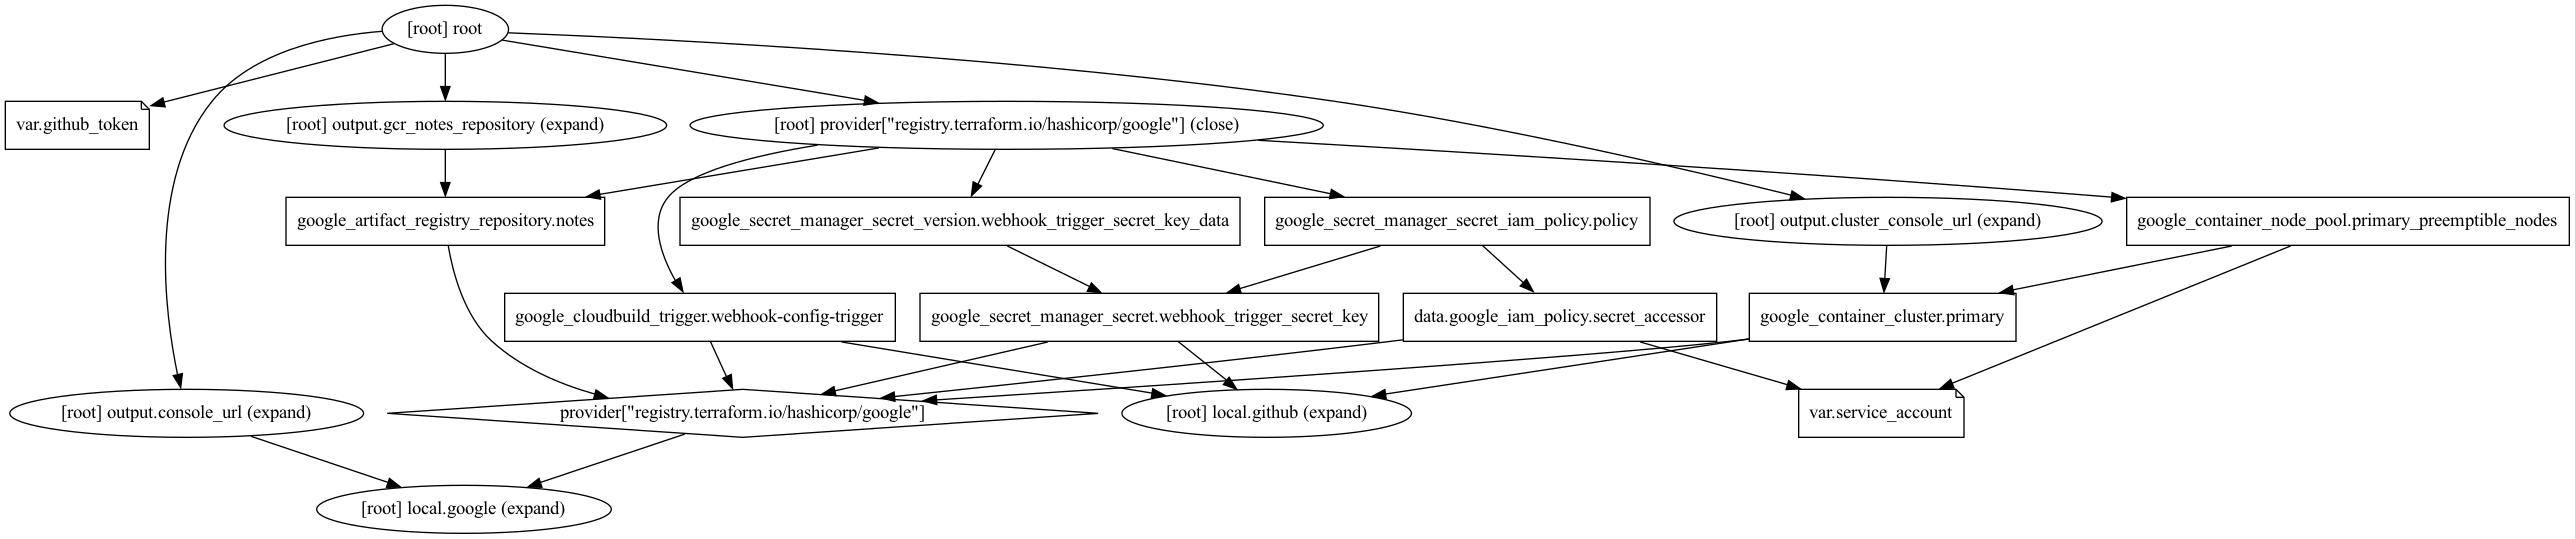 [root] root
var.github_token
[root] output.gcr_notes_repository (expand)
[root] provider["registry.terraform.io/hashicorp/google"] (close)
google_artifact_registry_repository.notes
google_secret_manager_secret_version.webhook_trigger_secret_key_data
google_secret_manager_secret_iam_policy.policy
[root] output.cluster_console_url (expand)
google_container_node_pool.primary_preemptible_nodes
google_cloudbuild_trigger.webhook-config-trigger
google_secret_manager_secret.webhook_trigger_secret_key
data.google_iam_policy.secret_accessor
google_container_cluster.primary
[root] output.console_url (expand)
provider["registry.terraform.io/hashicorp/google"]
[root] local.github (expand)
var.service_account
[root] local.google (expand)